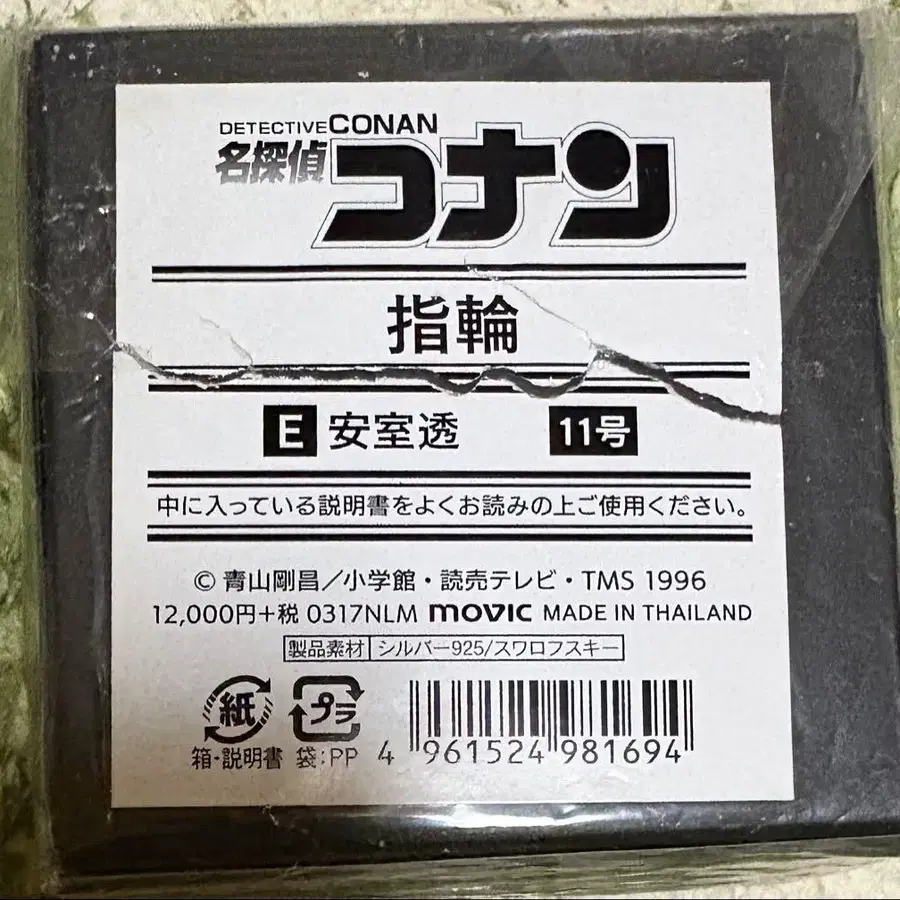 DETECTIVE CONAN
名探偵コナン
指輪
E 安室透 11号
中に入っている説明書をよくお読みの上ご使用ください。
© 青山剛昌／小学館・読売テレビ・TMS 1996
12,000円+税 0317NLM movic MADE IN THAILAND
製品素材 シルバー925/スワロフスキー
紙 プラ
箱・説明書 袋:PP
4 961524 981694